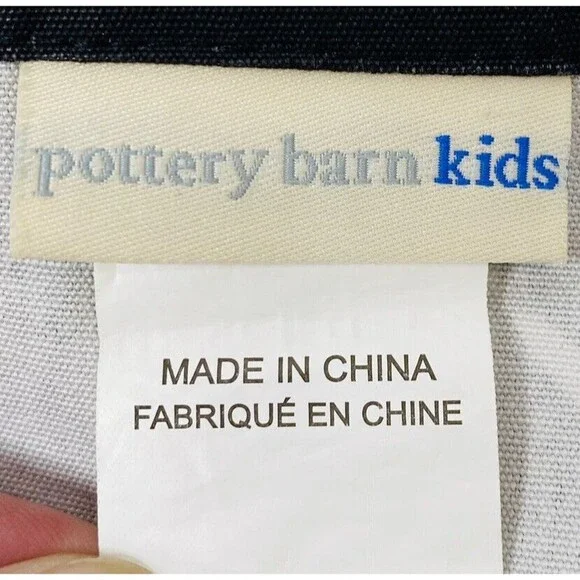 pottery barn kids
MADE IN CHINA
FABRIQUÉ EN CHINE